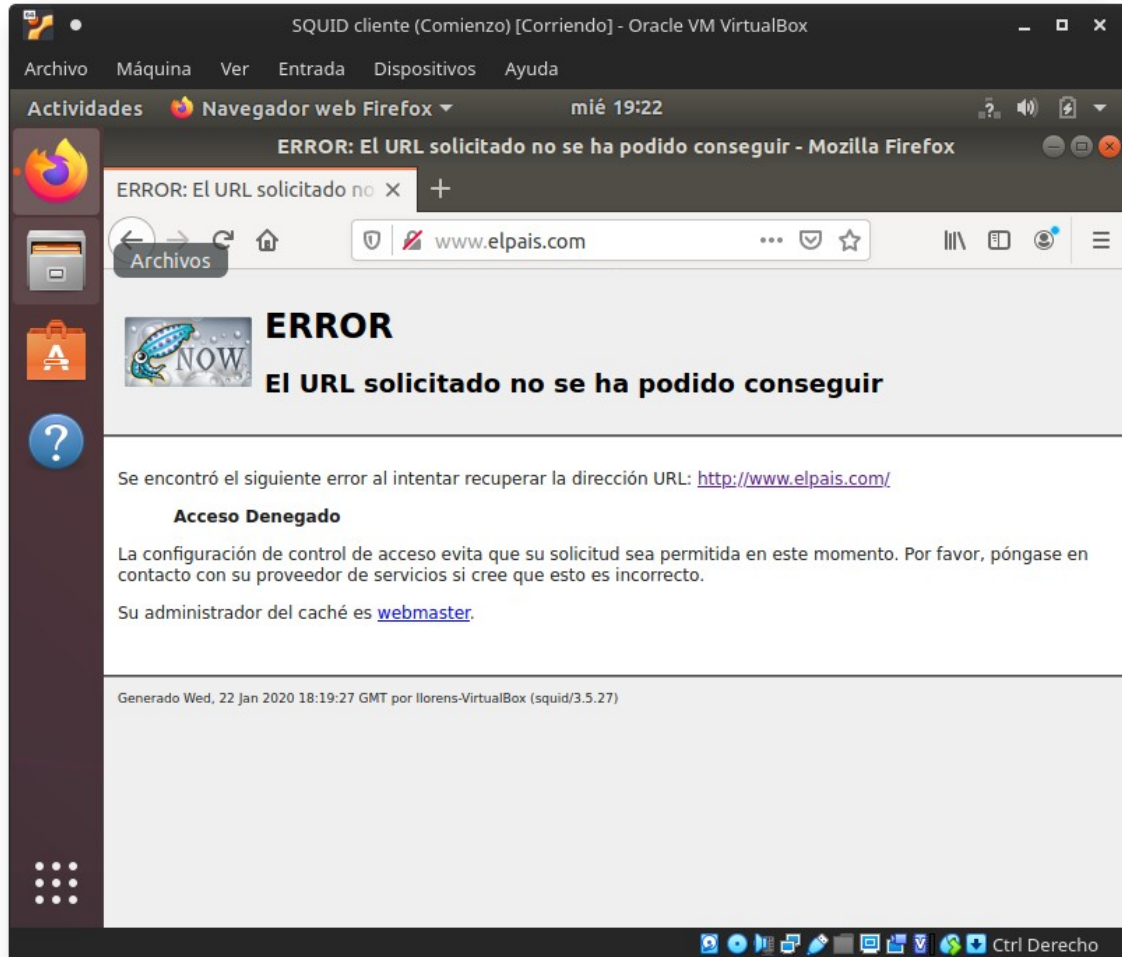 SQUID cliente (Comienzo) [Corriendo] - Oracle VM VirtualBox
Archivo Máquina Ver Entrada Dispositivos Ayuda
Actividades Navegador web Firefox mié 19:22
ERROR: El URL solicitado no se ha podido conseguir - Mozilla Firefox
ERROR: El URL solicitado no
www.elpais.com
Archivos
NOW
ERROR
El URL solicitado no se ha podido conseguir
Se encontró el siguiente error al intentar recuperar la dirección URL: http://www.elpais.com/
Acceso Denegado
La configuración de control de acceso evita que su solicitud sea permitida en este momento. Por favor, póngase en
contacto con su proveedor de servicios si cree que esto es incorrecto.
Su administrador del caché es webmaster.
Generado Wed, 22 Jan 2020 18:19:27 GMT por llorens-VirtualBox (squid/3.5.27)
Ctrl Derecho